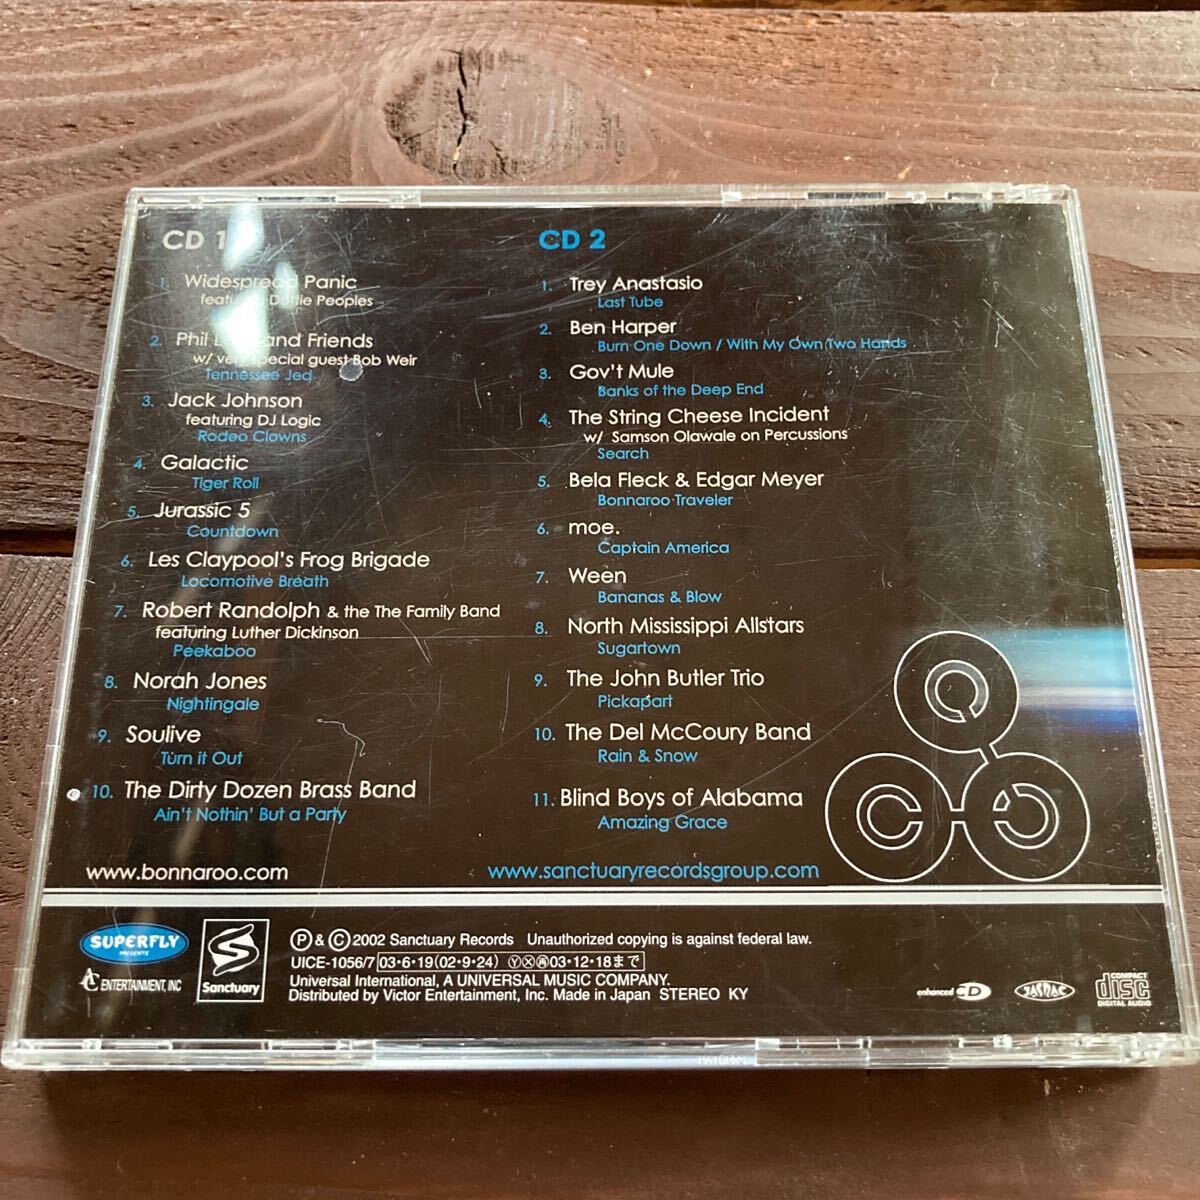 CD 1
1. Widespread Panic
Dottie Peoples
2. Phil and Friends
w/ very special guest Bob Weir
Tennessee Jed
3. Jack Johnson
featuring DJ Logic
Rodeo Clowns
4. Galactic
Tiger Roll
5. Jurassic 5
Countdown
6. Les Claypool's Frog Brigade
Locomotive Breath
7. Robert Randolph & the The Family Band
featuring Luther Dickinson
Peekaboo
8. Norah Jones
Nightingale
9. Soulive
Turn it Out
10. The Dirty Dozen Brass Band
Ain't Nothin' But a Party
www.bonnaroo.com
CD 2
1. Trey Anastasio
Last Tube
2. Ben Harper
Burn One Down / With My Own Two Hands
3. Gov't Mule
Banks of the Deep End
4. The String Cheese Incident
w/ Samson Olawale on Percussions
Search
5. Bela Fleck & Edgar Meyer
Bonnaroo Traveler
6. moe.
Captain America
7. Ween
Bananas & Blow
8. North Mississippi Allstars
Sugartown
9. The John Butler Trio
Pickapart
10. The Del McCoury Band
Rain & Snow
11. Blind Boys of Alabama
Amazing Grace
www.sanctuaryrecordsgroup.com
SUPERFLY
PRESENTS
AC ENTERTAINMENT, INC
Sanctuary
Ⓟ & Ⓒ 2002 Sanctuary Records Unauthorized copying is against federal law.
UICE-1056/7 03・6・19(02・9・24) Ⓨ Ⓧ ㊄03・12・18まで
Universal International, A UNIVERSAL MUSIC COMPANY.
Distributed by Victor Entertainment, Inc. Made in Japan STEREO KY
enhanced CD
JASRAC
COMPACT
disc
DIGITAL AUDIO